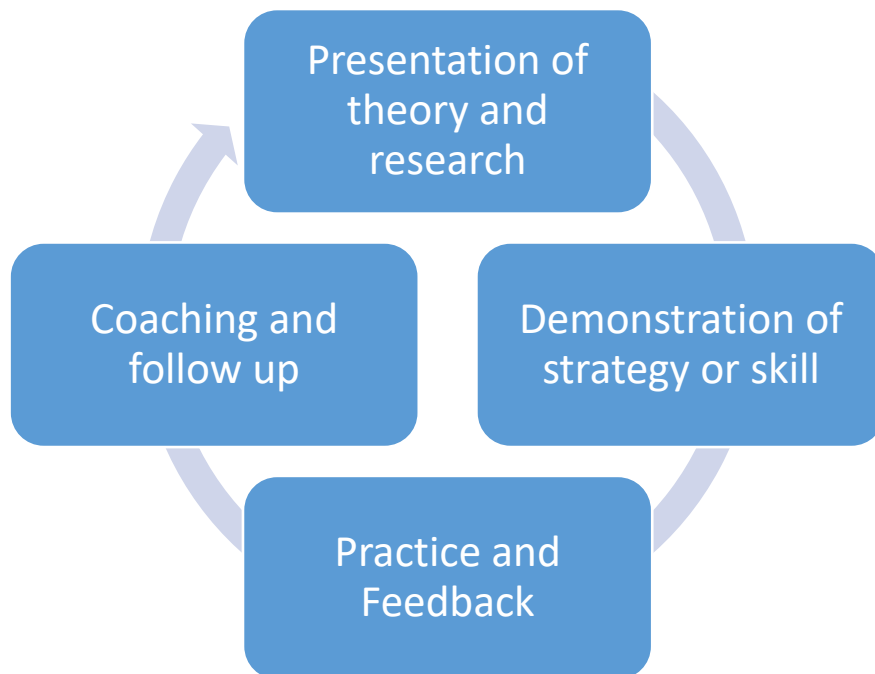 Presentation of
theory and
research
Demonstration of
strategy or skill
Practice and
Feedback
Coaching and
follow up